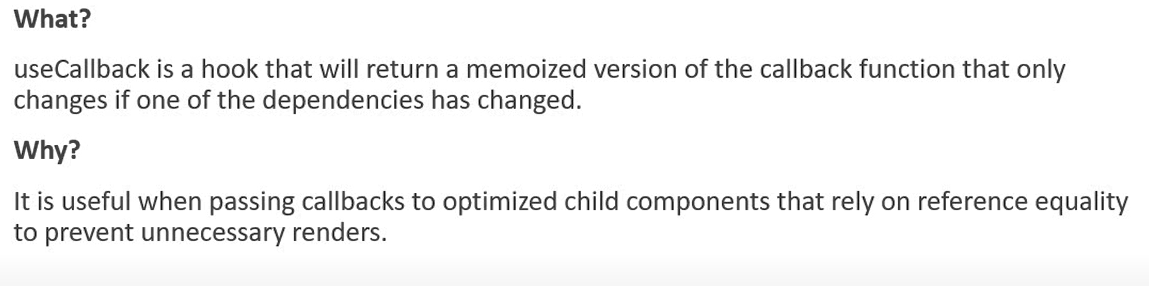 What?
useCallback is a hook that will return a memoized version of the callback function that only
changes if one of the dependencies has changed.
Why?
It is useful when passing callbacks to optimized child components that rely on reference equality
to prevent unnecessary renders.